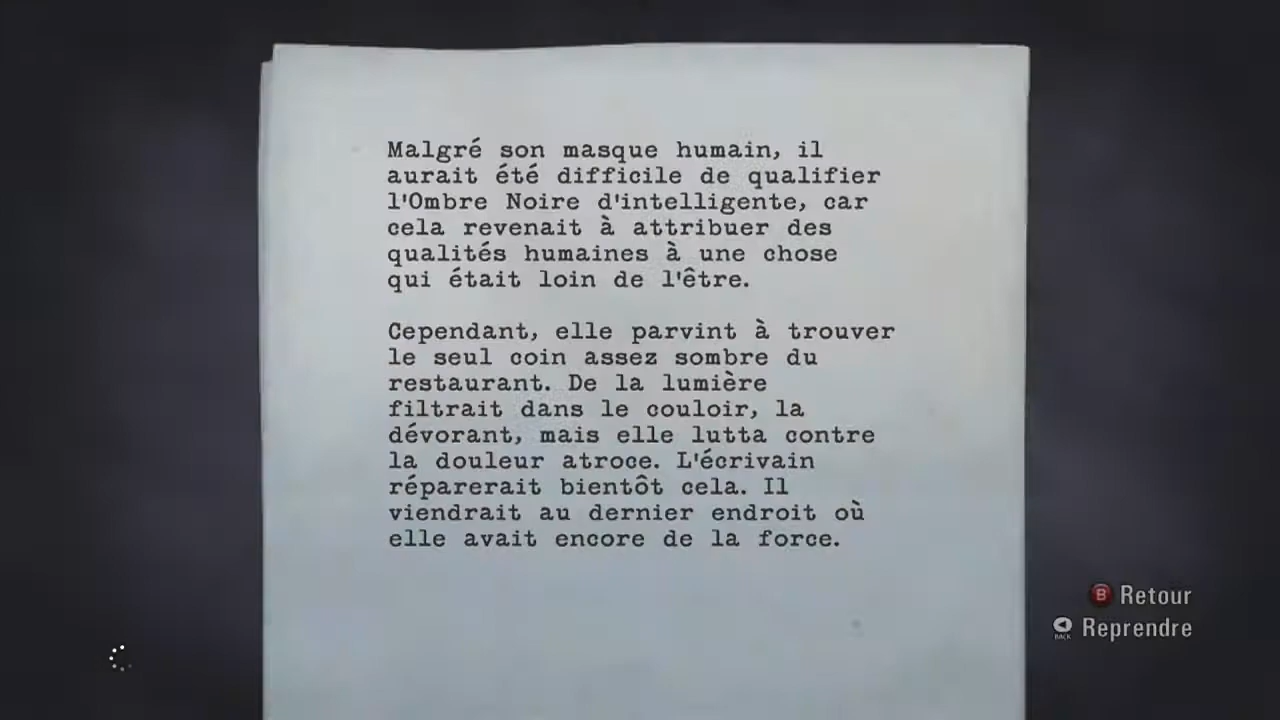 Malgré son masque humain, il
aurait été difficile de qualifier
l'Ombre Noire d'intelligente, car
cela revenait à attribuer des
qualités humaines à une chose
qui était loin de l'être.
Cependant, elle parvint à trouver
le seul coin assez sombre du
restaurant. De la lumière
filtrait dans le couloir, la
dévorant, mais elle lutta contre
la douleur atroce. L'écrivain
réparerait bientôt cela. Il
viendrait au dernier endroit où
elle avait encore de la force.
B Retour
BACK Reprendre